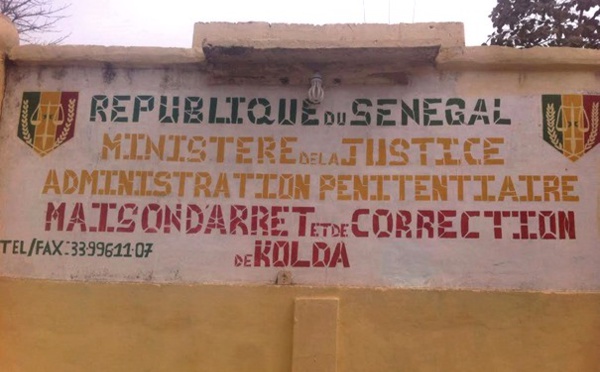 REPUBLIQUE DU SENEGAL
MINISTERE DE LA JUSTICE
ADMINISTRATION PENITENTIAIRE
MAISON D'ARRET ET DE CORRECTION
DE KOLDA
TEL/FAX : 33-996 11-07